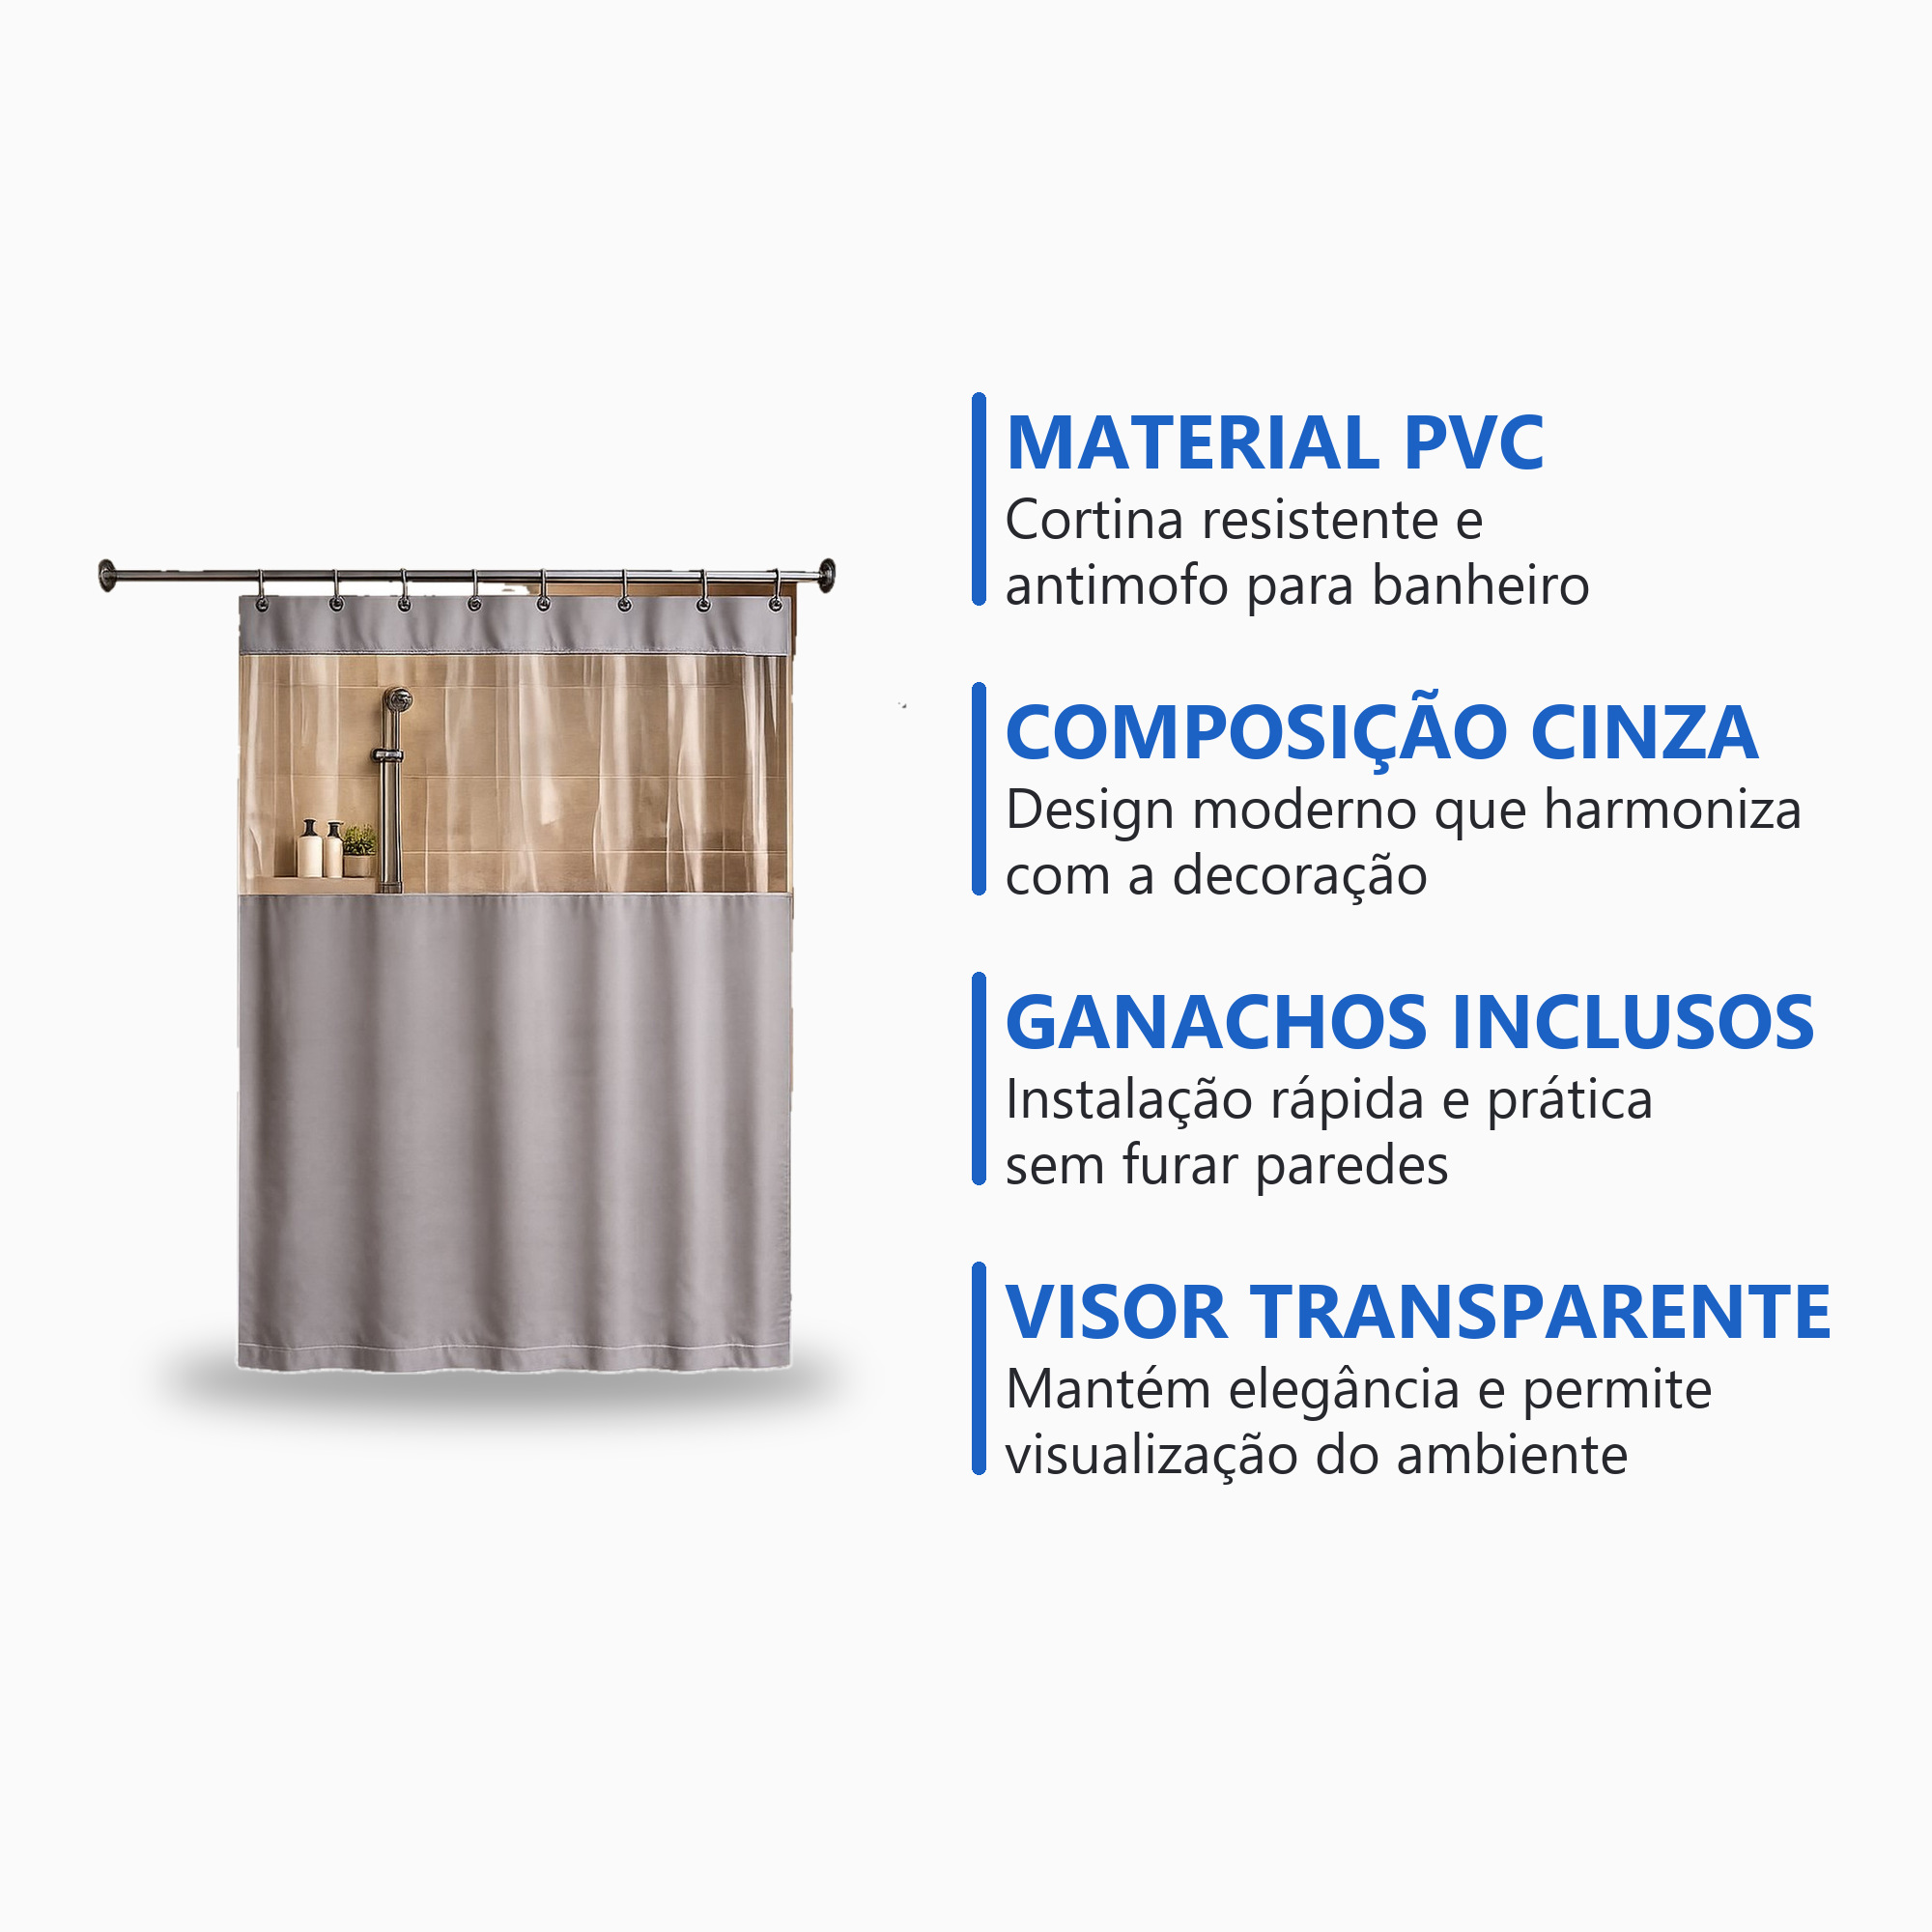 MATERIAL PVC
Cortina resistente e
antimofo para banheiro
COMPOSIÇÃO CINZA
Design moderno que harmoniza
com a decoração
GANACHOS INCLUSOS
Instalação rápida e prática
sem furar paredes
VISOR TRANSPARENTE
Mantém elegância e permite
visualização do ambiente